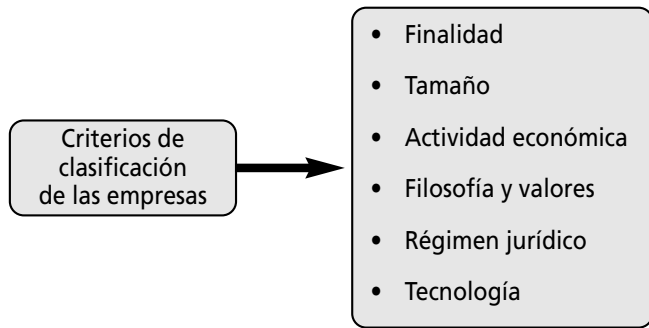 Criterios de
clasificación
de las empresas
• Finalidad
• Tamaño
• Actividad económica
• Filosofía y valores
• Régimen jurídico
• Tecnología